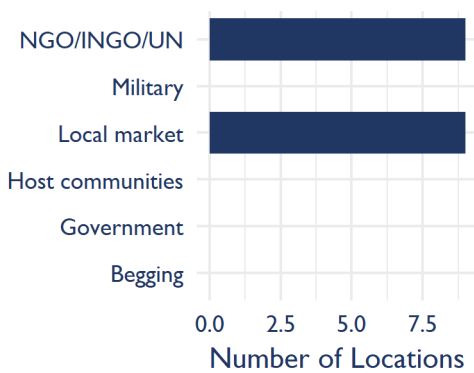 NGO/INGO/UN
Military
Local market
Host communities
Government
Begging
0.0 2.5 5.0 7.5
Number of Locations